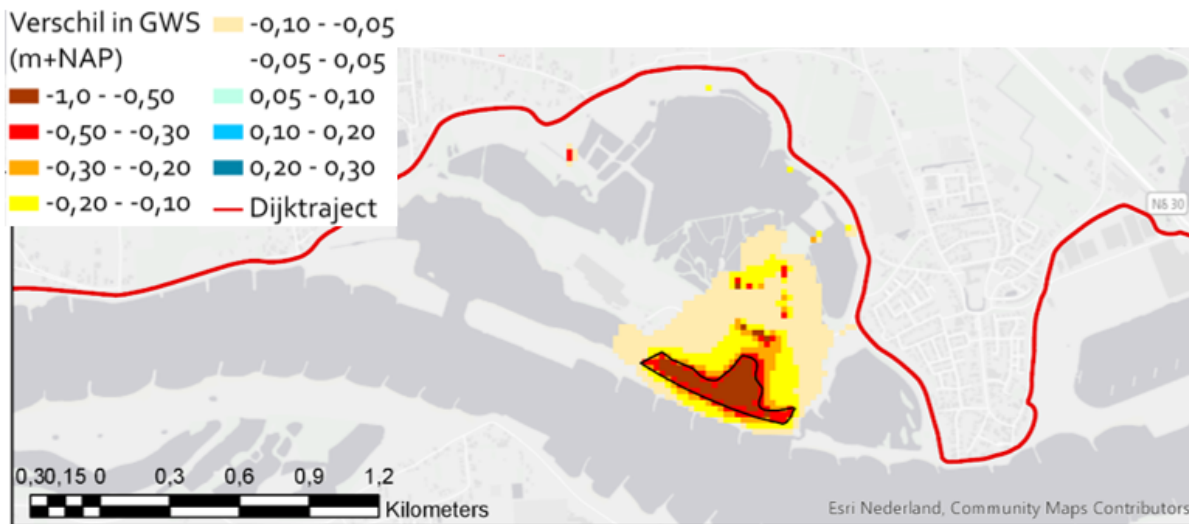 Verschil in GWS
(m+NAP)
-1,0 - -0,50
-0,50 - -0,30
-0,30 - -0,20
-0,20 - -0,10
-0,10 - -0,05
-0,05 - 0,05
0,05 - 0,10
0,10 - 0,20
0,20 - 0,30
Dijktraject
N830
0,30,15 0 0,3 0,6 0,9 1,2
Kilometers
Esri Nederland, Community Maps Contributors